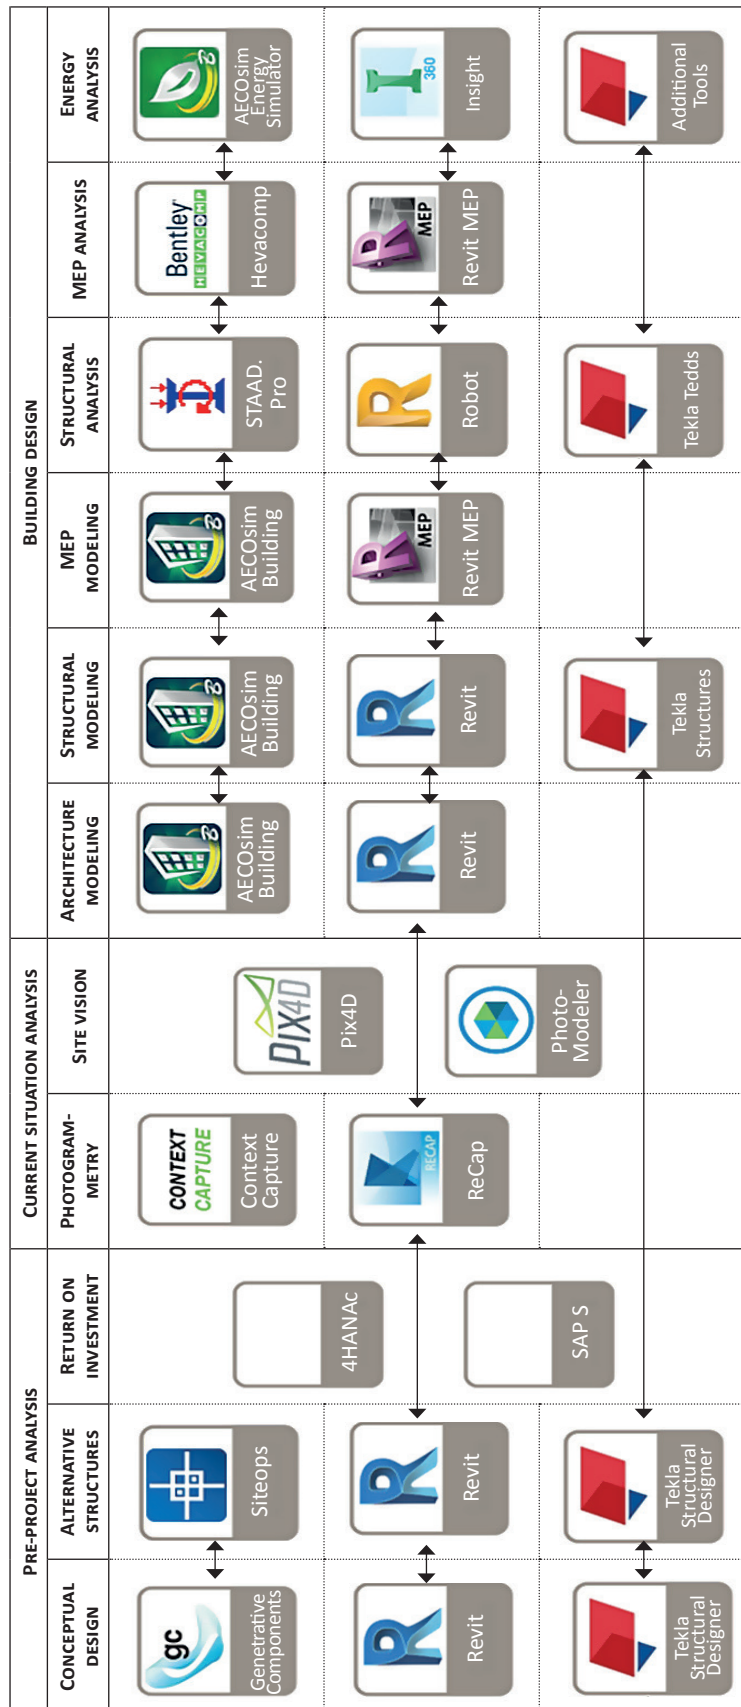 PRE-PROJECT ANALYSIS
CURRENT SITUATION ANALYSIS
BUILDING DESIGN
CONCEPTUAL
DESIGN
ALTERNATIVE
STRUCTURES
RETURN ON
INVESTMENT
PHOTOGRAM-
METRY
SITE VISION
ARCHITECTURE
MODELING
STRUCTURAL
MODELING
MEP
MODELING
STRUCTURAL
ANALYSIS
MEP ANALYSIS
ENERGY
ANALYSIS
gc
Genetrative
Components
Siteops
4HANAc
CONTEXT
CAPTURE
Context
Capture
PIX4D
Pix4D
AECOsim
Building
AECOsim
Building
AECOsim
Building
STAAD.
Pro
Bentley
HEVACOMP
Hevacomp
AECOsim
Energy
Simulator
R
Revit
R
Revit
SAP S
RECAP
ReCap
Photo-
Modeler
R
Revit
R
Revit
R
MEP
Revit MEP
R
Robot
R
MEP
Revit MEP
I
360
Insight
Tekla
Structural
Designer
Tekla
Structural
Designer
Tekla
Structures
Tekla Tedds
Additional
Tools